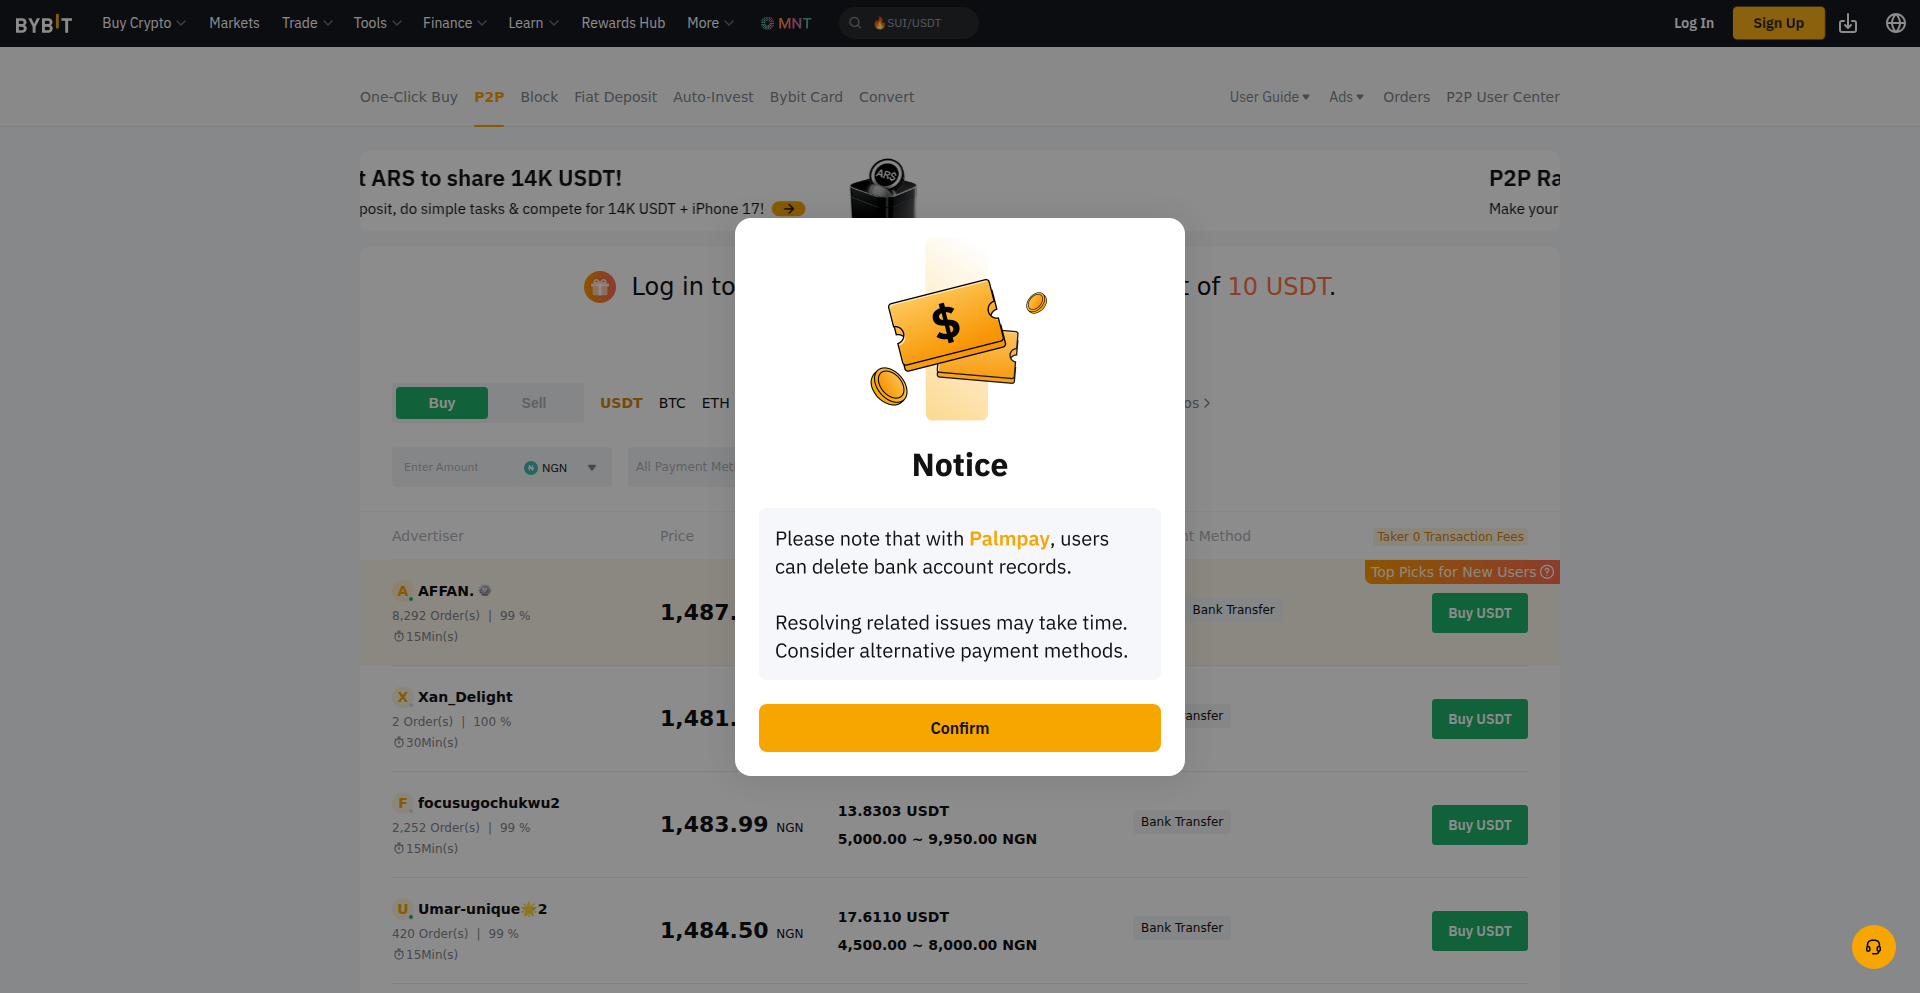 BYBIT Buy Crypto Markets Trade Tools Finance Learn Rewards Hub More MNT SUI/USDT Log In Sign Up
One-Click Buy P2P Block Fiat Deposit Auto-Invest Bybit Card Convert User Guide Ads Orders P2P User Center
t ARS to share 14K USDT! ARS P2P Ra
posit, do simple tasks & compete for 14K USDT + iPhone 17! Make your
Log in to t of 10 USDT.
Buy Sell USDT BTC ETH os
Enter Amount NGN All Payment Met
Advertiser Price nt Method Taker 0 Transaction Fees
Top Picks for New Users
A AFFAN.
8,292 Order(s) | 99 % 1,487. Bank Transfer Buy USDT
15Min(s)
X Xan_Delight
2 Order(s) | 100 % 1,481. ansfer Buy USDT
30Min(s)
F focusugochukwu2 13.8303 USDT
2,252 Order(s) | 99 % 1,483.99 NGN Bank Transfer Buy USDT
15Min(s) 5,000.00 ~ 9,950.00 NGN
U Umar-unique🌟2 17.6110 USDT
420 Order(s) | 99 % 1,484.50 NGN Bank Transfer Buy USDT
15Min(s) 4,500.00 ~ 8,000.00 NGN
$
Notice
Please note that with Palmpay, users
can delete bank account records.
Resolving related issues may take time.
Consider alternative payment methods.
Confirm